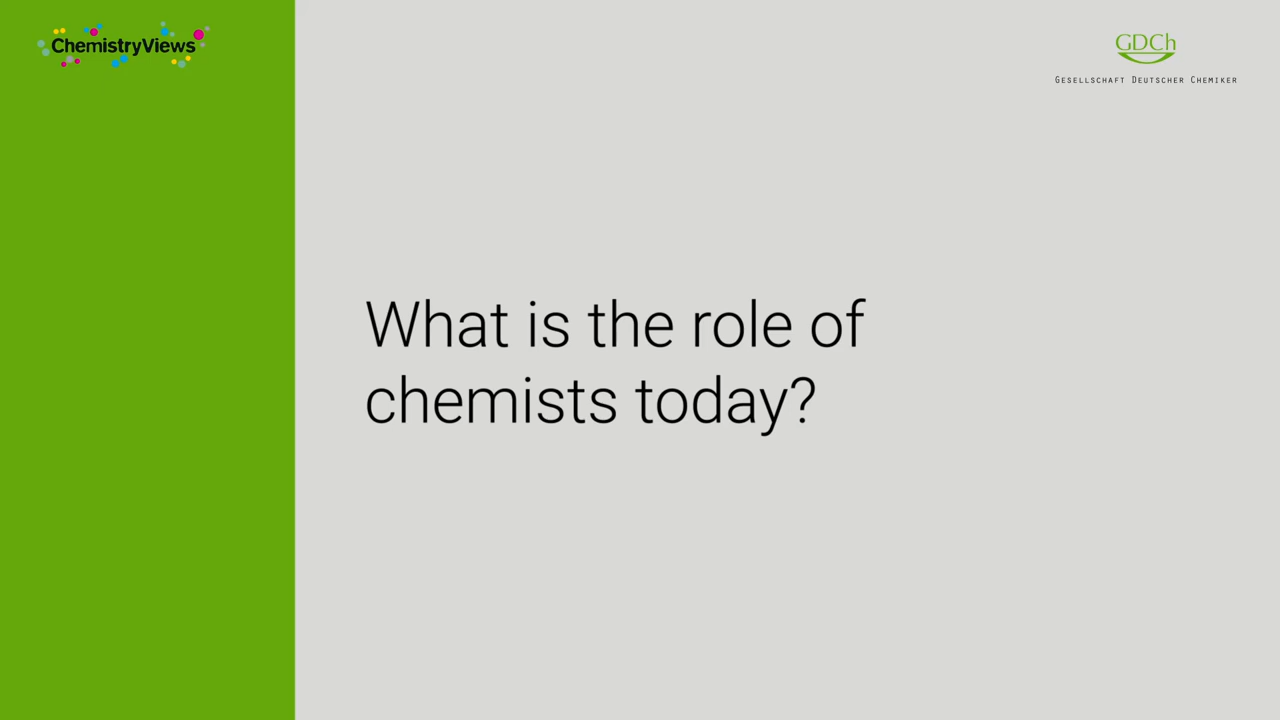 ChemistryViews
GDCh
Gesellschaft Deutscher Chemiker
What is the role of
chemists today?